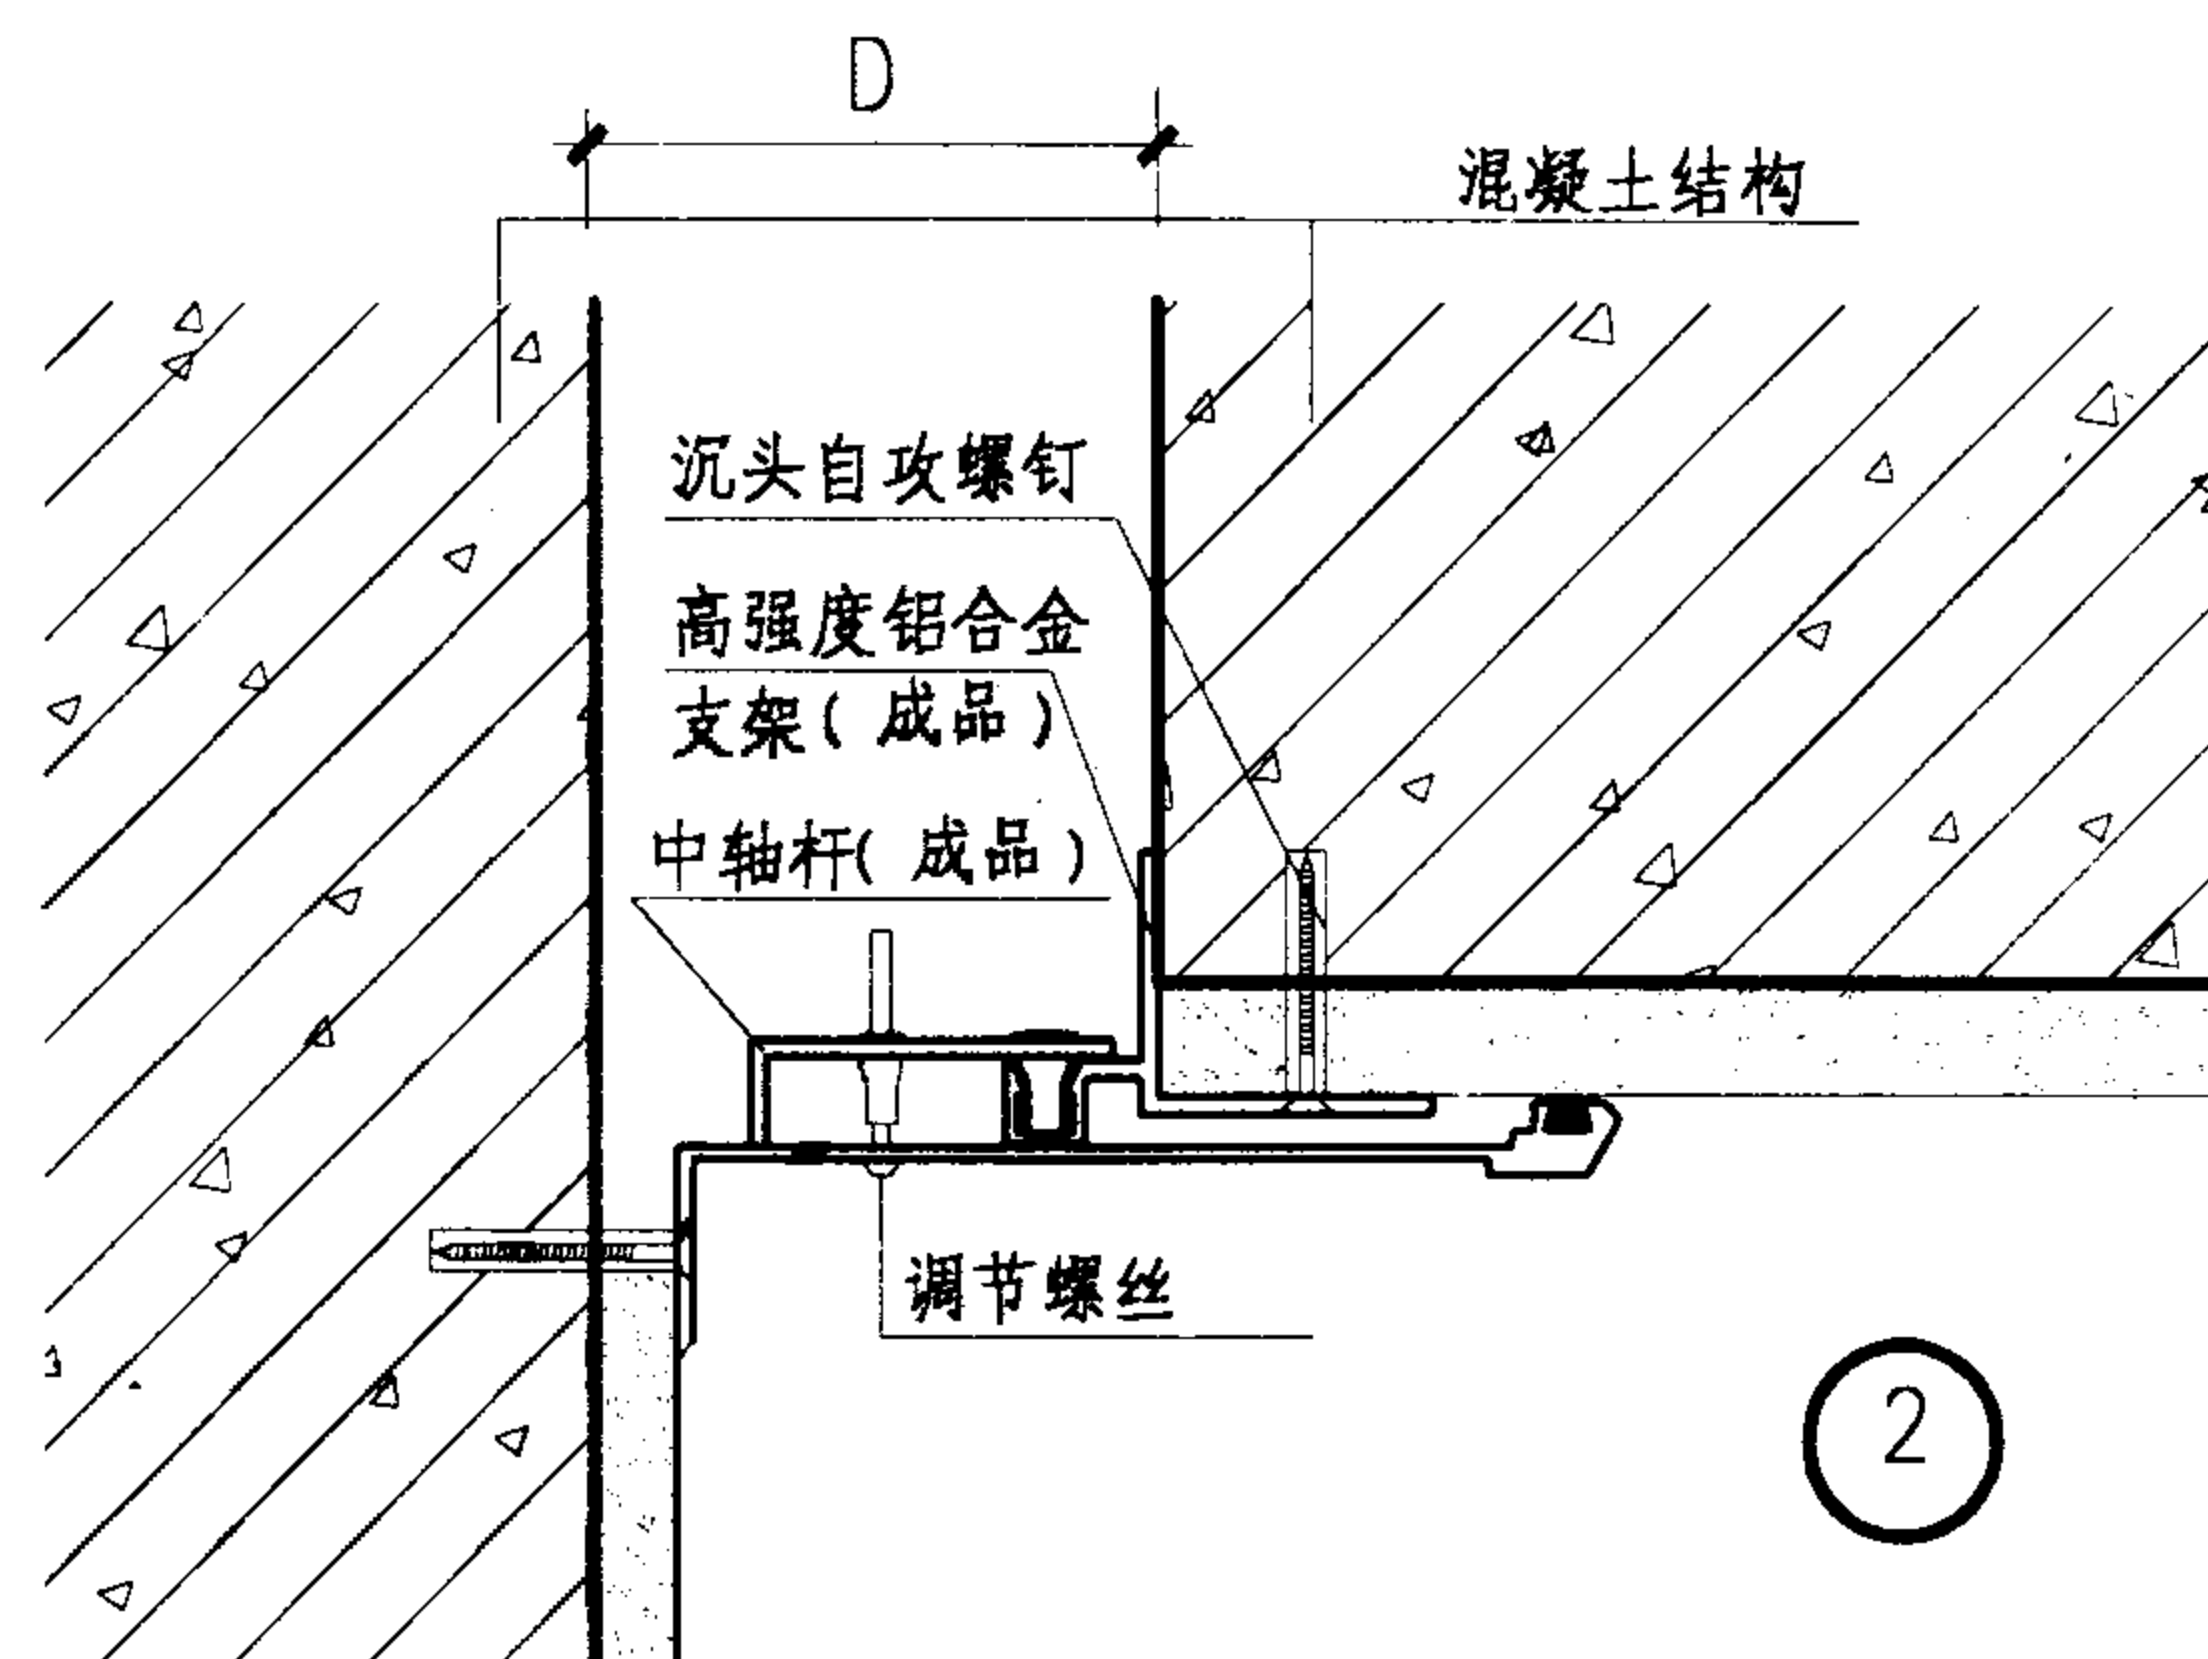 D
混凝土结构
沉头自攻螺钉
高强度铝合金
支架(成品)
中轴杆(成品)
调节螺丝
2